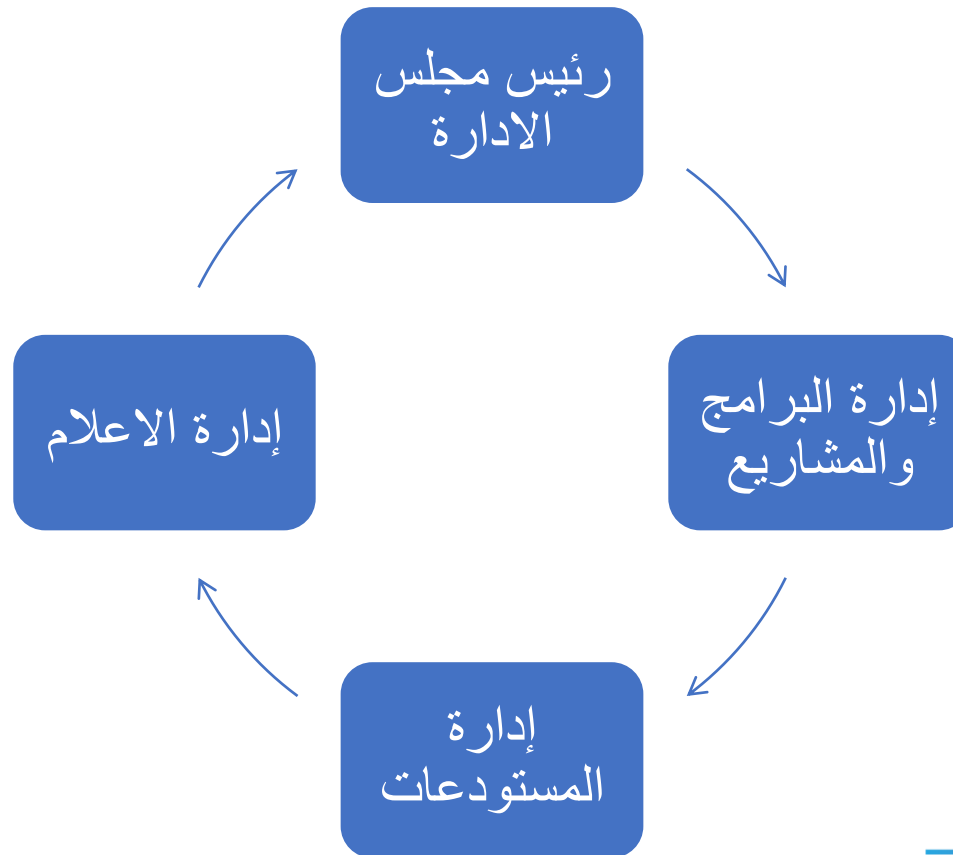 رئيس مجلس
الادارة
إدارة البرامج
والمشاريع
إدارة
المستودعات
إدارة الاعلام